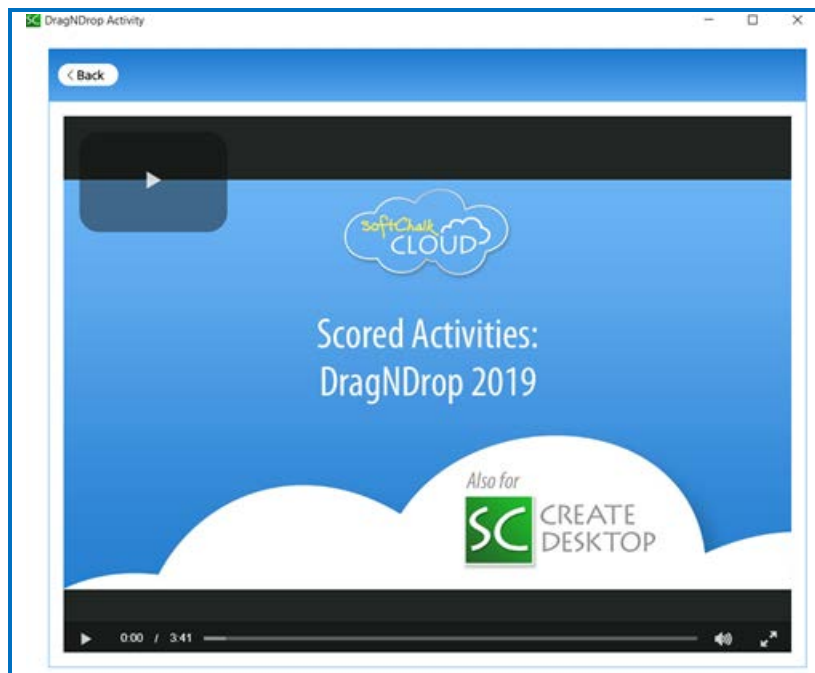 SC DragNDrop Activity
< Back
softChalk
CLOUD
Scored Activities:
DragNDrop 2019
Also for
SC CREATE
DESKTOP
0:00 / 3:41